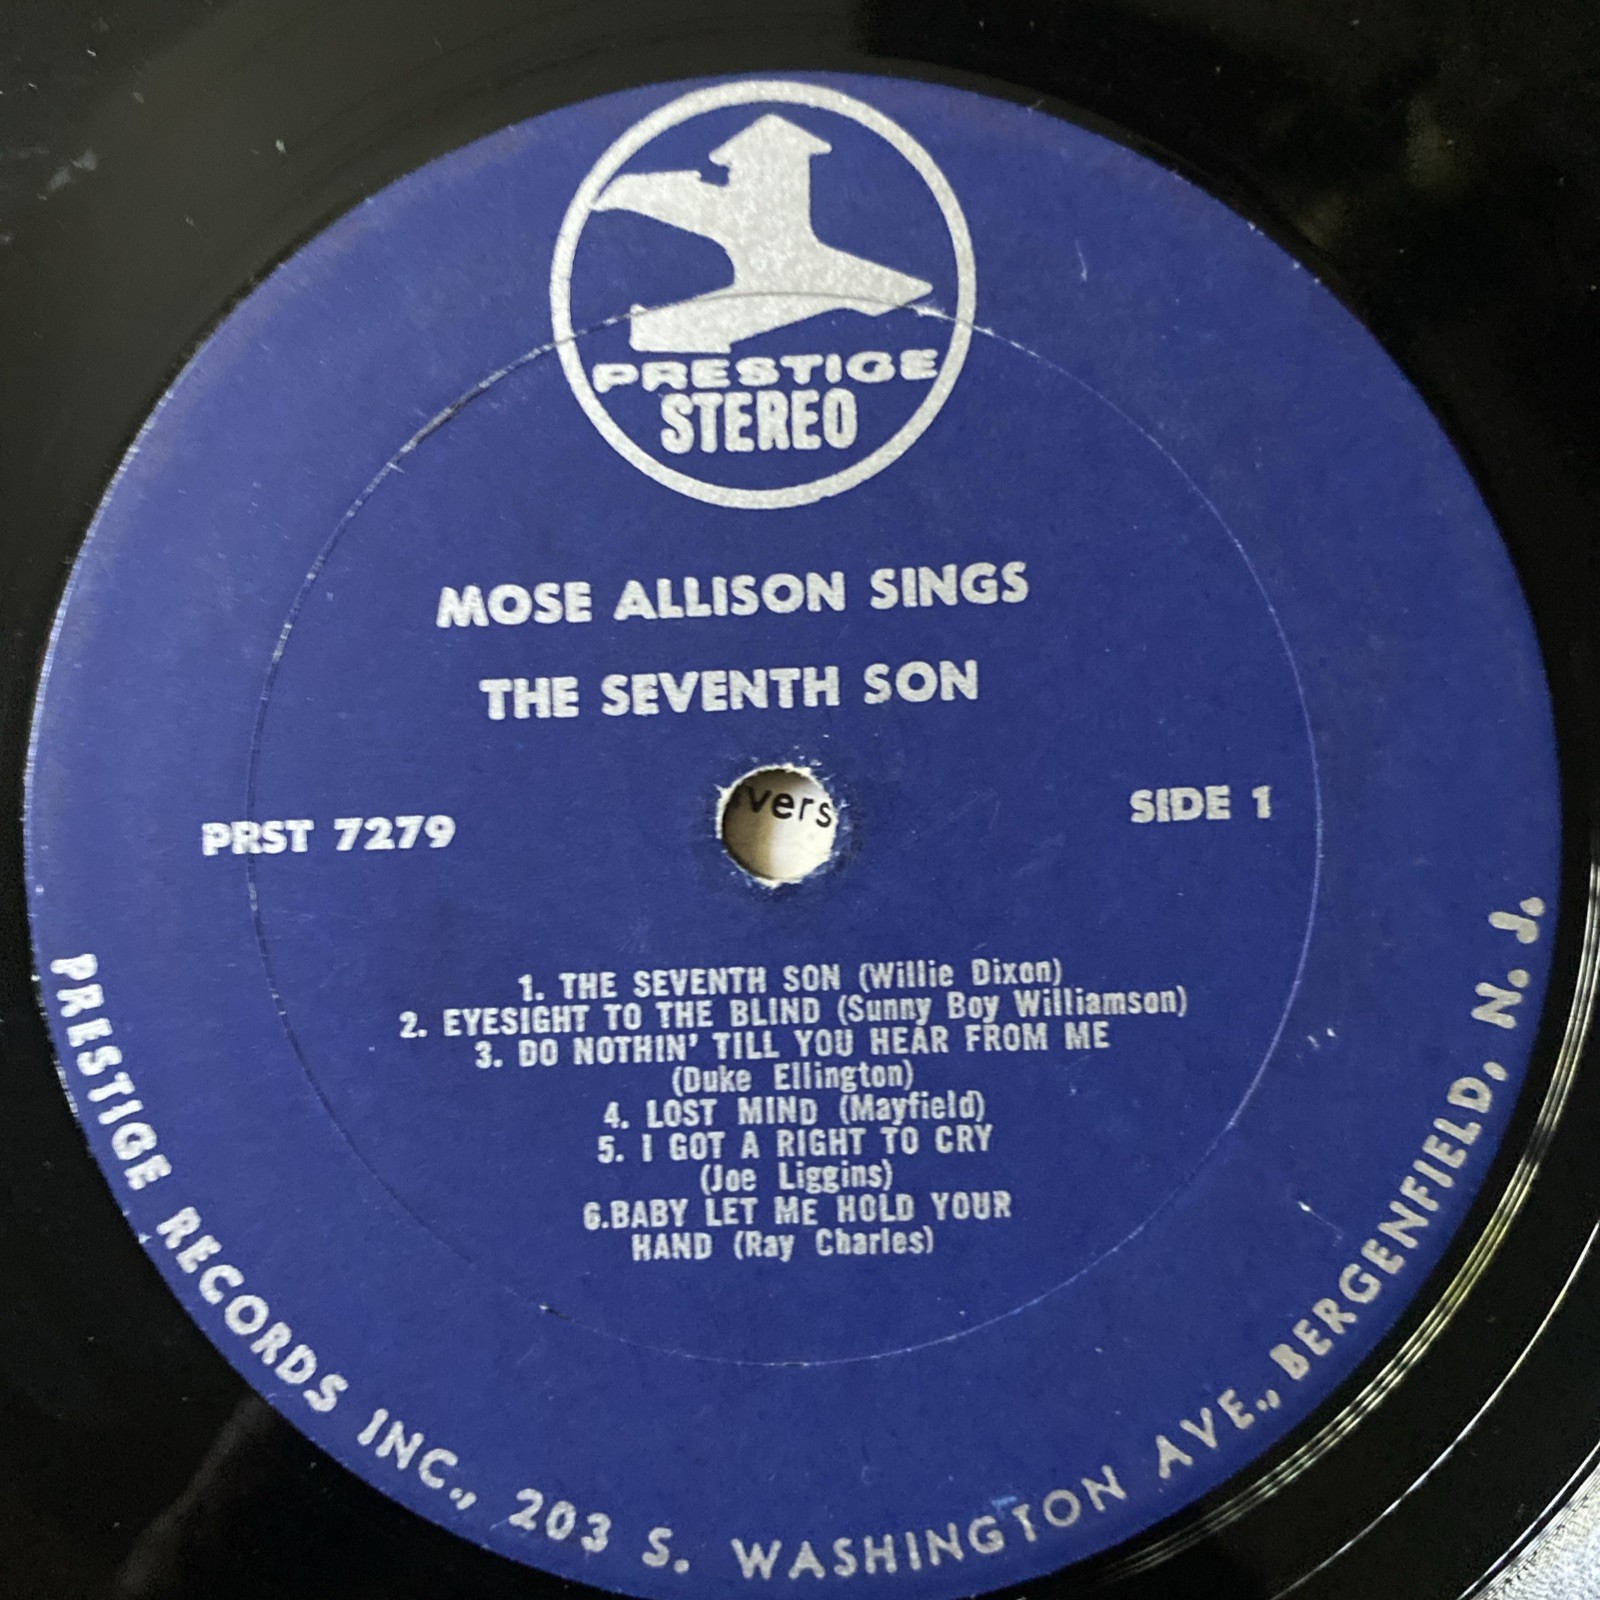 PRESTIGE
STEREO
MOSE ALLISON SINGS
THE SEVENTH SON
PRST 7279
SIDE 1
vers
1. THE SEVENTH SON (Willie Dixon)
2. EYESIGHT TO THE BLIND (Sunny Boy Williamson)
3. DO NOTHIN' TILL YOU HEAR FROM ME
(Duke Ellington)
4. LOST MIND (Mayfield)
5. I GOT A RIGHT TO CRY
(Joe Liggins)
6.BABY LET ME HOLD YOUR
HAND (Ray Charles)
PRESTIGE RECORDS INC., 203 S. WASHINGTON AVE., BERGENFIELD, N. J.